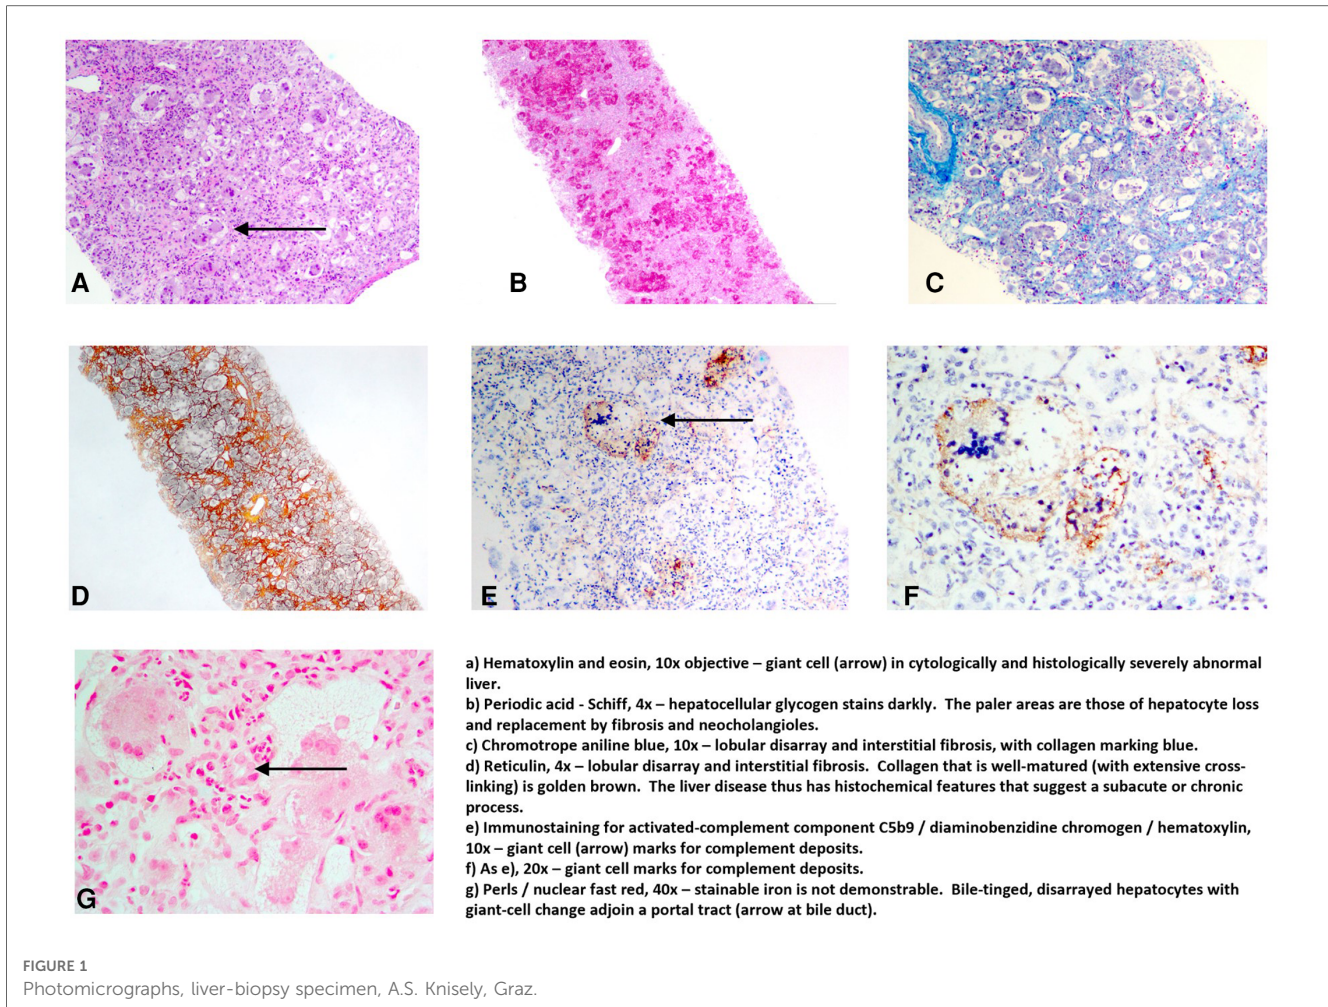 A
B
C
D
E
F
G
a) Hematoxylin and eosin, 10x objective – giant cell (arrow) in cytologically and histologically severely abnormal
liver.
b) Periodic acid - Schiff, 4x – hepatocellular glycogen stains darkly.  The paler areas are those of hepatocyte loss
and replacement by fibrosis and neocholangioles.
c) Chromotrope aniline blue, 10x – lobular disarray and interstitial fibrosis, with collagen marking blue.
d) Reticulin, 4x – lobular disarray and interstitial fibrosis.  Collagen that is well-matured (with extensive cross-
linking) is golden brown.  The liver disease thus has histochemical features that suggest a subacute or chronic
process.
e) Immunostaining for activated-complement component C5b9 / diaminobenzidine chromogen / hematoxylin,
10x – giant cell (arrow) marks for complement deposits.
f) As e), 20x – giant cell marks for complement deposits.
g) Perls / nuclear fast red, 40x – stainable iron is not demonstrable.  Bile-tinged, disarrayed hepatocytes with
giant-cell change adjoin a portal tract (arrow at bile duct).
FIGURE 1
Photomicrographs, liver-biopsy specimen, A.S. Knisely, Graz.